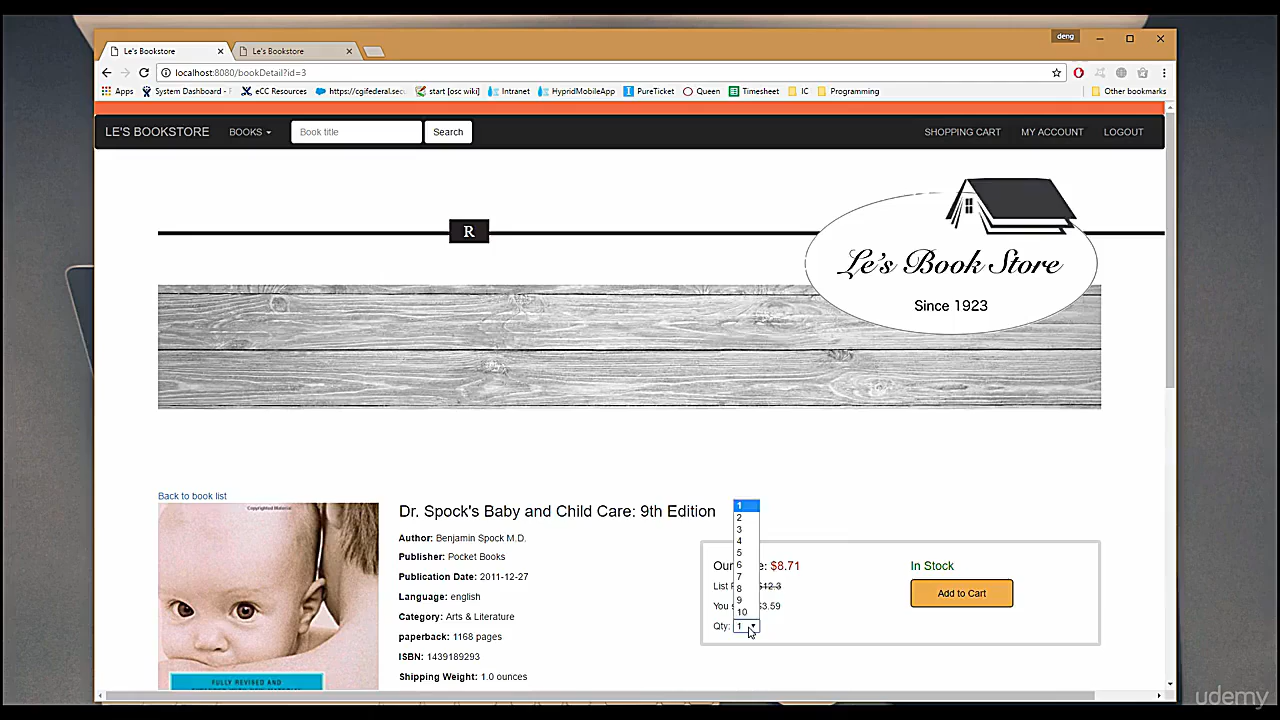 deng
Le's Bookstore
Le's Bookstore
localhost:8080/bookDetail?id=3
Apps
System Dashboard - F
eCC Resources
https://cgifederal.secu
start [osc wiki]
Intranet
HypridMobileApp
PureTicket
Queen
Timesheet
IC
Programming
Other bookmarks
LE'S BOOKSTORE
BOOKS
Book title
Search
SHOPPING CART
MY ACCOUNT
LOGOUT
R
Le's Book Store
Since 1923
Back to book list
Copyrighted Material
FULLY REVISED AND
Dr. Spock's Baby and Child Care: 9th Edition
Author: Benjamin Spock M.D.
Publisher: Pocket Books
Publication Date: 2011-12-27
Language: english
Category: Arts & Literature
paperback: 1168 pages
ISBN: 1439189293
Shipping Weight: 1.0 ounces
1
2
3
4
5
6
7
8
9
10
Our e: $8.71
List P $12.3
You s $3.59
Qty: 1
In Stock
Add to Cart
udemy